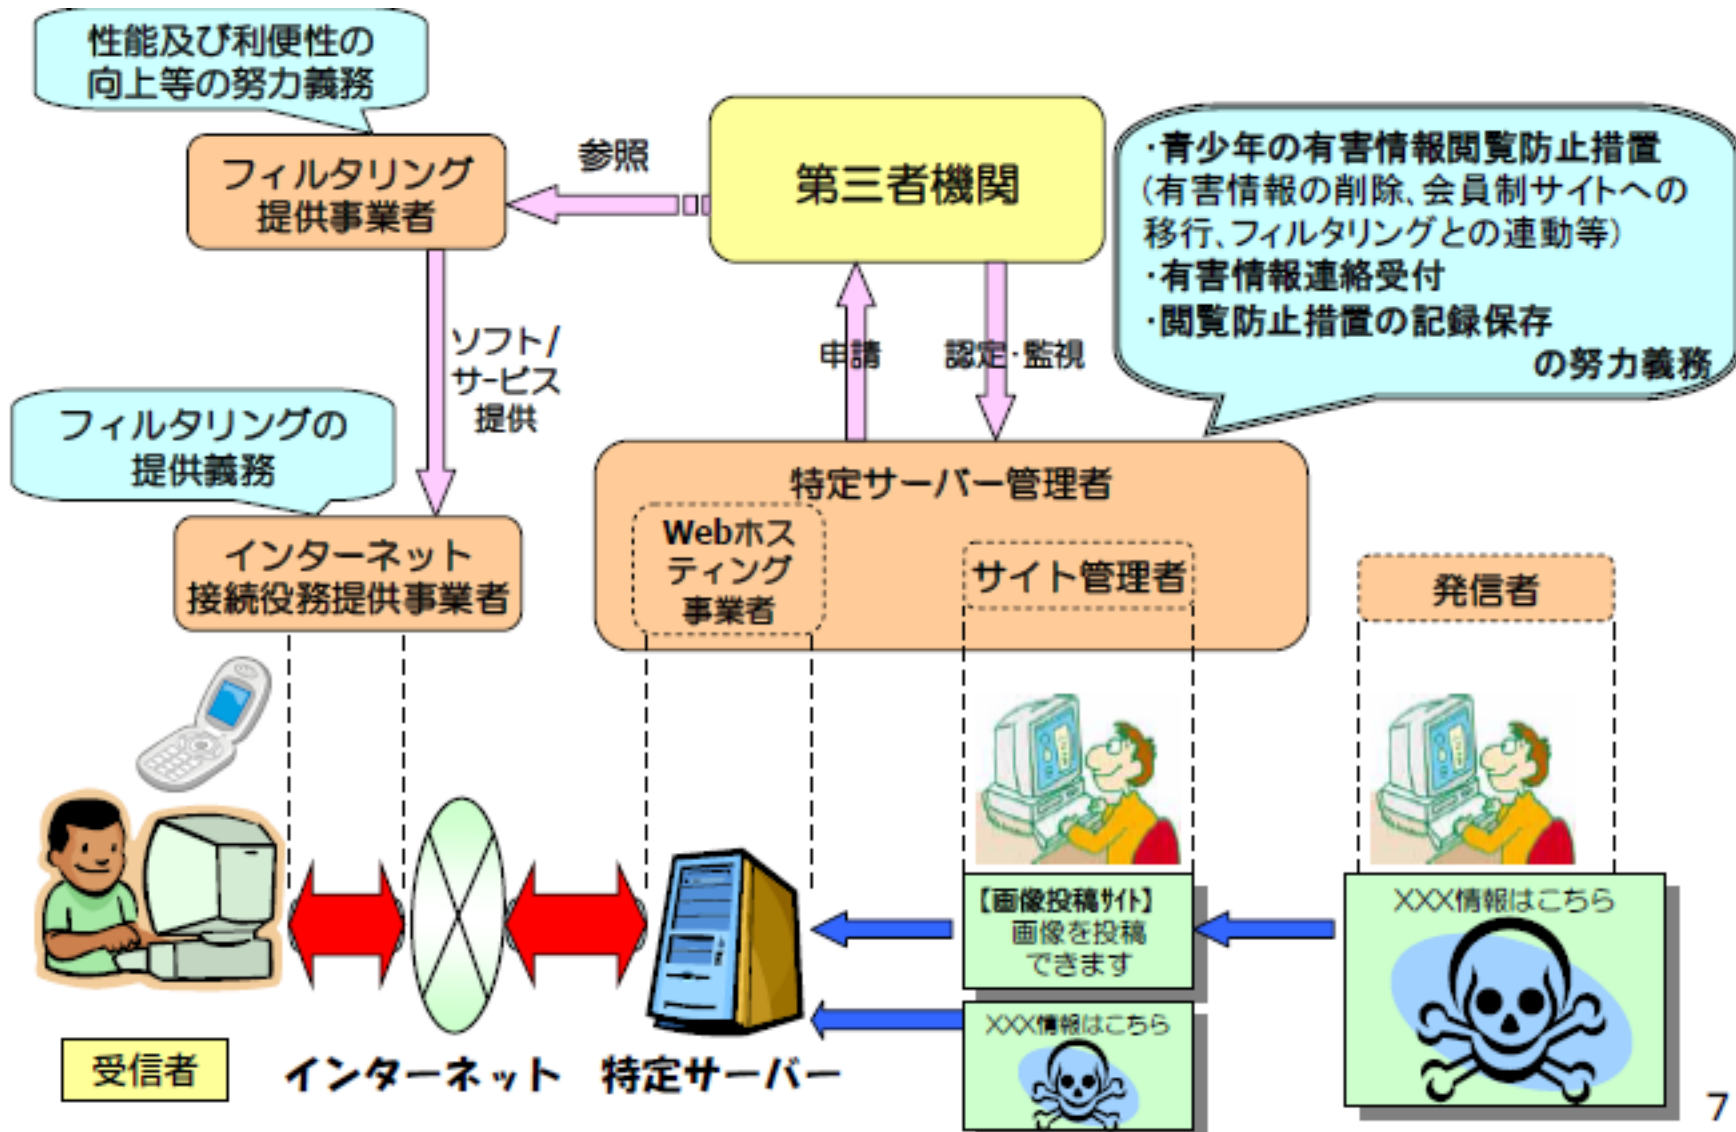 性能及び利便性の
向上等の努力義務
フィルタリング
提供事業者
参照
第三者機関
・青少年の有害情報閲覧防止措置
(有害情報の削除、会員制サイトへの
移行、フィルタリングとの連動等)
・有害情報連絡受付
・閲覧防止措置の記録保存
の努力義務
ソフト/
サービス
提供
申請
認定・監視
フィルタリングの
提供義務
インターネット
接続役務提供事業者
特定サーバー管理者
Webホス
ティング
事業者
サイト管理者
発信者
【画像投稿サイト】
画像を投稿
できます
XXX情報はこちら
XXX情報はこちら
受信者
インターネット
特定サーバー
7